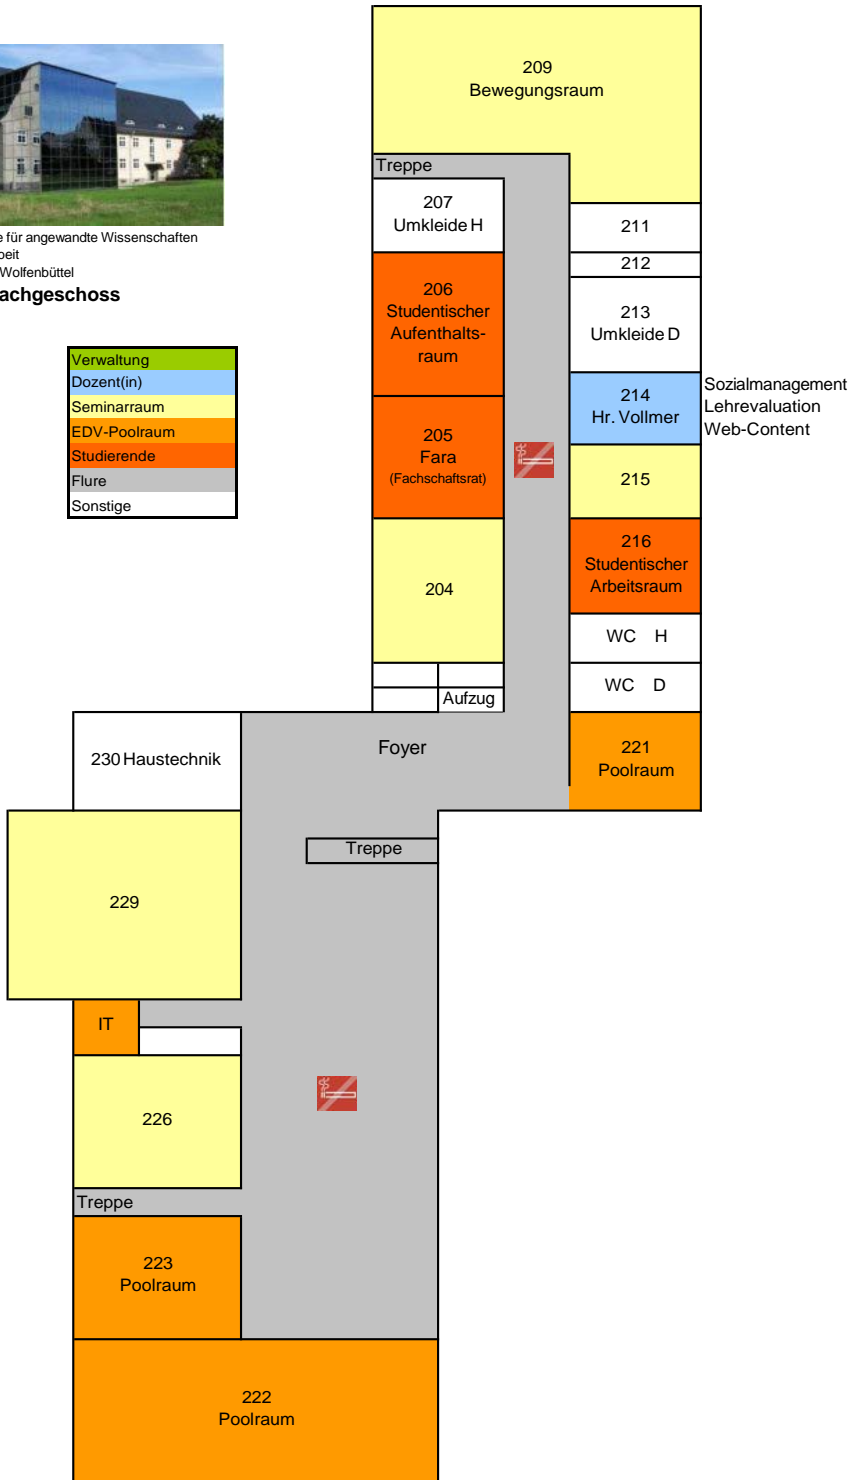 209
Bewegungsraum
Treppe
207
Umkleide H
211
e für angewandte Wissenschaften
beit
Wolfenbüttel
achgeschoss
212
206
Studentischer
Aufenthalts-
raum
213
Umkleide D
Verwaltung
Dozent(in)
Seminarraum
EDV-Poolraum
Studierende
Flure
Sonstige
214
Hr. Vollmer
Sozialmanagement
Lehrevaluation
Web-Content
205
Fara
(Fachschaftsrat)
215
216
Studentischer
Arbeitsraum
204
WC H
WC D
Aufzug
230 Haustechnik
Foyer
221
Poolraum
Treppe
229
IT
226
Treppe
223
Poolraum
222
Poolraum